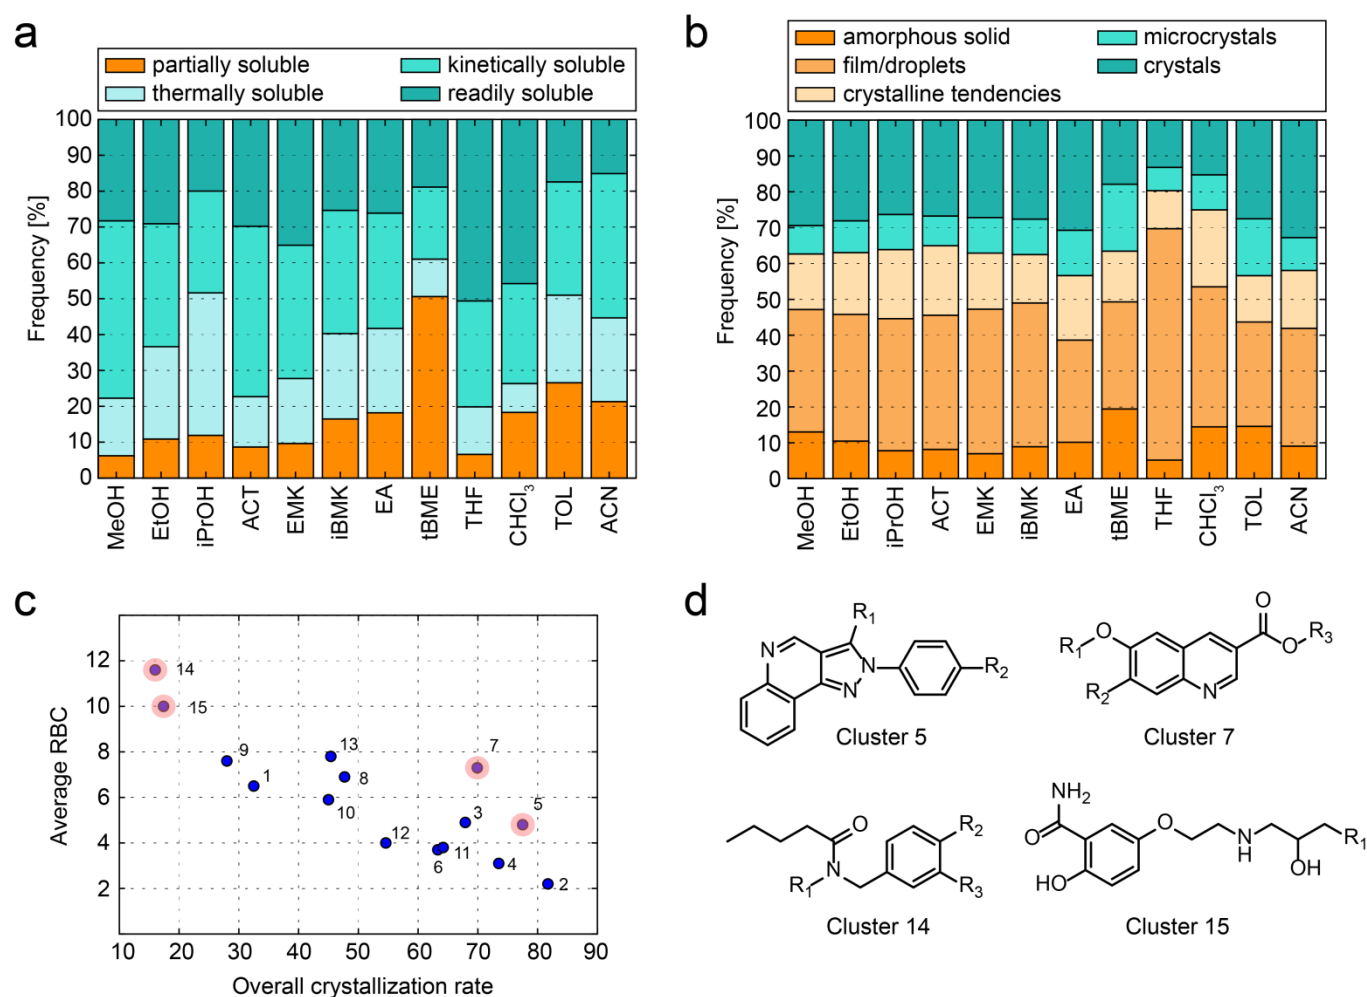 a
partially soluble
kinetically soluble
thermally soluble
readily soluble
Frequency [%]
100
90
80
70
60
50
40
30
20
10
0
MeOH
EtOH
iPrOH
ACT
EMK
iBMK
EA
tBME
THF
CHCl3
TOL
ACN
b
amorphous solid
microcrystals
film/droplets
crystals
crystalline tendencies
Frequency [%]
100
90
80
70
60
50
40
30
20
10
0
MeOH
EtOH
iPrOH
ACT
EMK
iBMK
EA
tBME
THF
CHCl3
TOL
ACN
c
Average RBC
12
10
8
6
4
2
14
15
9
1
13
8
10
7
5
3
12
6
11
4
2
10 20 30 40 50 60 70 80 90
Overall crystallization rate
d
R1
N
N
N
R2
Cluster 5
O
O
R1
O
R3
R2
N
Cluster 7
O
R2
N
R1
R3
Cluster 14
NH2
O
O
N
H
R1
HO
OH
Cluster 15